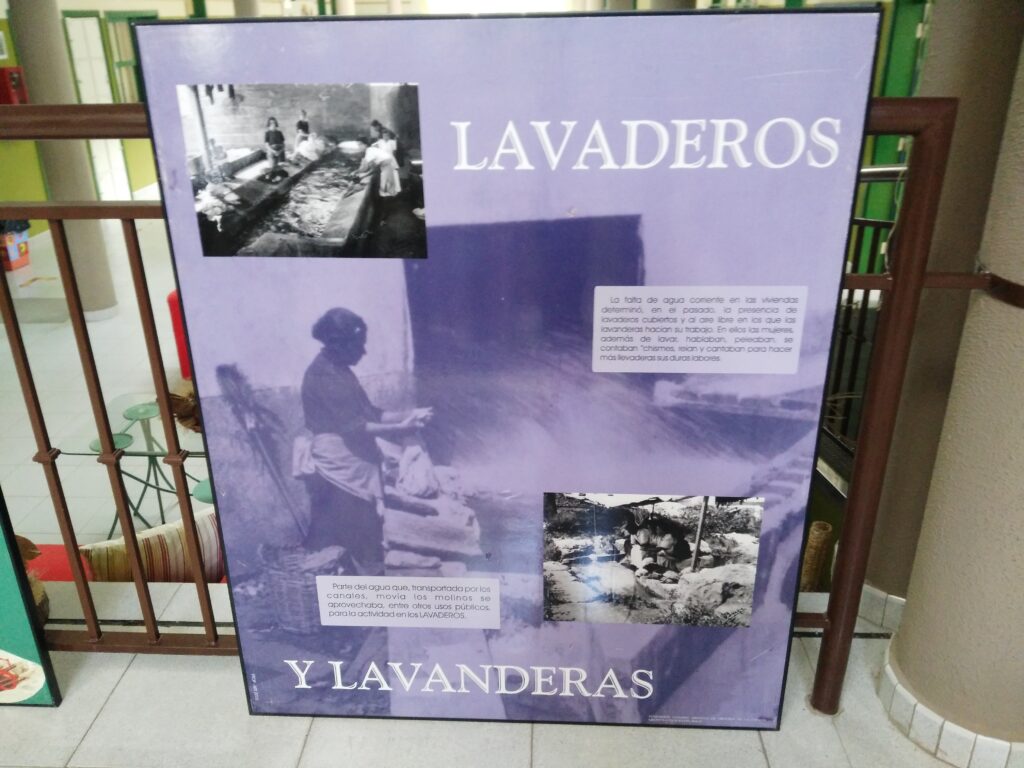 LAVADEROS
La falta de agua corriente en las viviendas
determinó, en el pasado, la presencia de
lavaderos cubiertos y al aire libre en los que las
lavanderas hacían su trabajo. En ellos las mujeres,
además de lavar, hablaban, peleaban, se
contaban "chismes, reían y cantaban para hacer
más llevaderas sus duras labores.
Parte del agua que, transportada por los
canales, movía los molinos se
aprovechaba, entre otros usos públicos,
para la actividad en los LAVADEROS.
Y LAVANDERAS